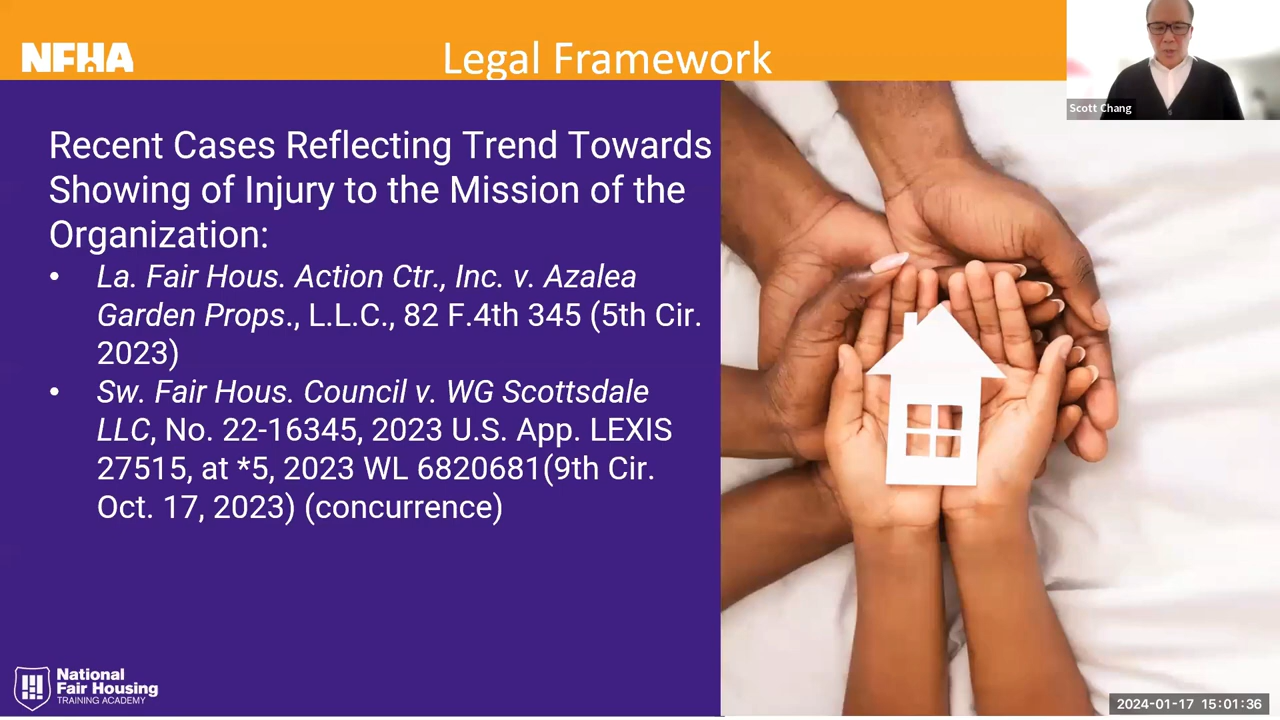 NFHA
Legal Framework
Scott Chang
Recent Cases Reflecting Trend Towards
Showing of Injury to the Mission of the
Organization:
• La. Fair Hous. Action Ctr., Inc. v. Azalea
Garden Props., L.L.C., 82 F.4th 345 (5th Cir.
2023)
• Sw. Fair Hous. Council v. WG Scottsdale
LLC, No. 22-16345, 2023 U.S. App. LEXIS
27515, at *5, 2023 WL 6820681(9th Cir.
Oct. 17, 2023) (concurrence)
National
Fair Housing
TRAINING ACADEMY
2024-01-17 15:01:36